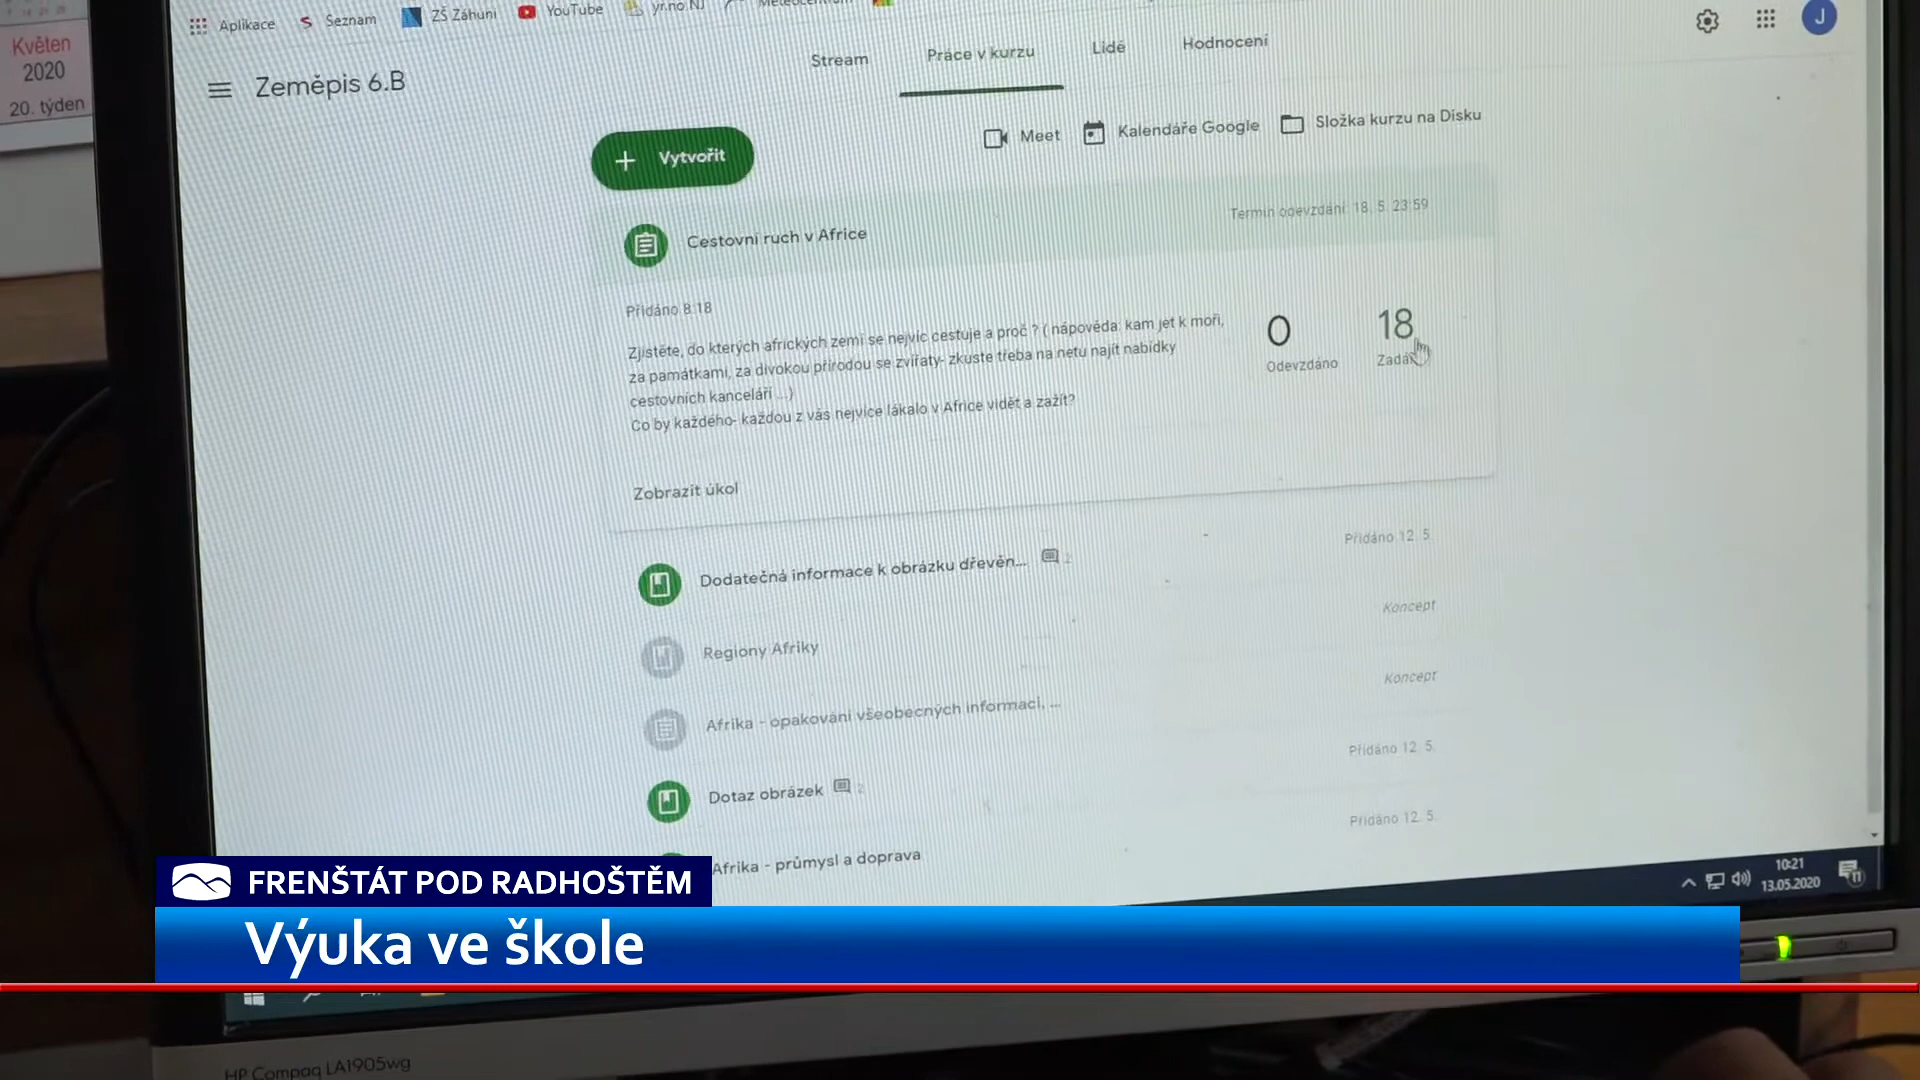 Květen
2020
20. týden
Aplikace
Seznam
ZŠ Záhuni
YouTube
yr.no NJ
Zeměpis 6.B
Stream
Práce v kurzu
Lidé
Hodnocení
J
Vytvořit
Meet
Kalendáře Google
Složka kurzu na Disku
Cestovní ruch v Africe
Termín odevzdání: 18. 5. 23:59
Přidáno 8:18
Zjistěte, do kterých afrických zemí se nejvíc cestuje a proč ? ( nápověda: kam jet k moři,
za památkami, za divokou přírodou se zvířaty- zkuste třeba na netu najít nabídky
cestovních kanceláří ...)
Co by každého- každou z vás nejvíce lákalo v Africe vidět a zažít?
0
Odevzdáno
18
Zobrazit úkol
Dodatečná informace k obrázku dřevěn...
Přidáno 12. 5.
Regiony Afriky
Koncept
Afrika - opakování všeobecných informací, ...
Koncept
Dotaz obrázek
2
Přidáno 12. 5.
Afrika - průmysl a doprava
Přidáno 12. 5.
10:21
13.05.2020
FRENŠTÁT POD RADHOŠTĚM
Výuka ve škole
HP Compaq LA1905wg